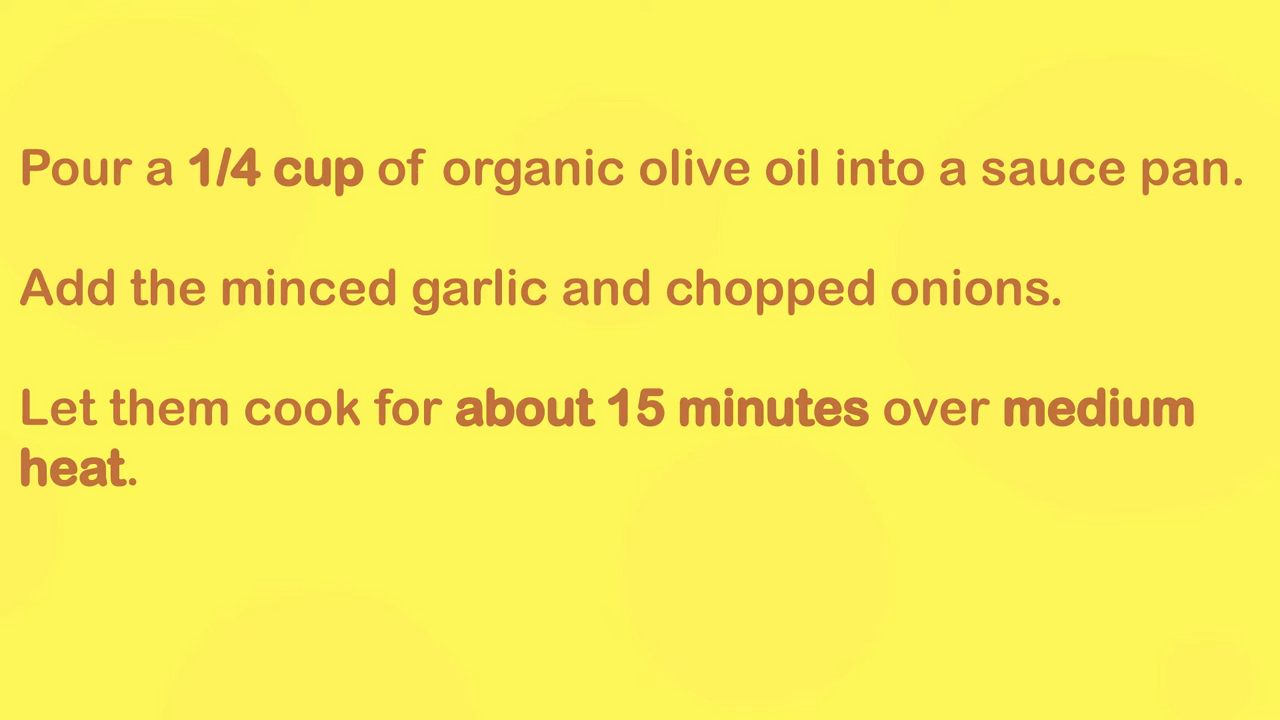 Pour a 1/4 cup of organic olive oil into a sauce pan.
Add the minced garlic and chopped onions.
Let them cook for about 15 minutes over medium
heat.